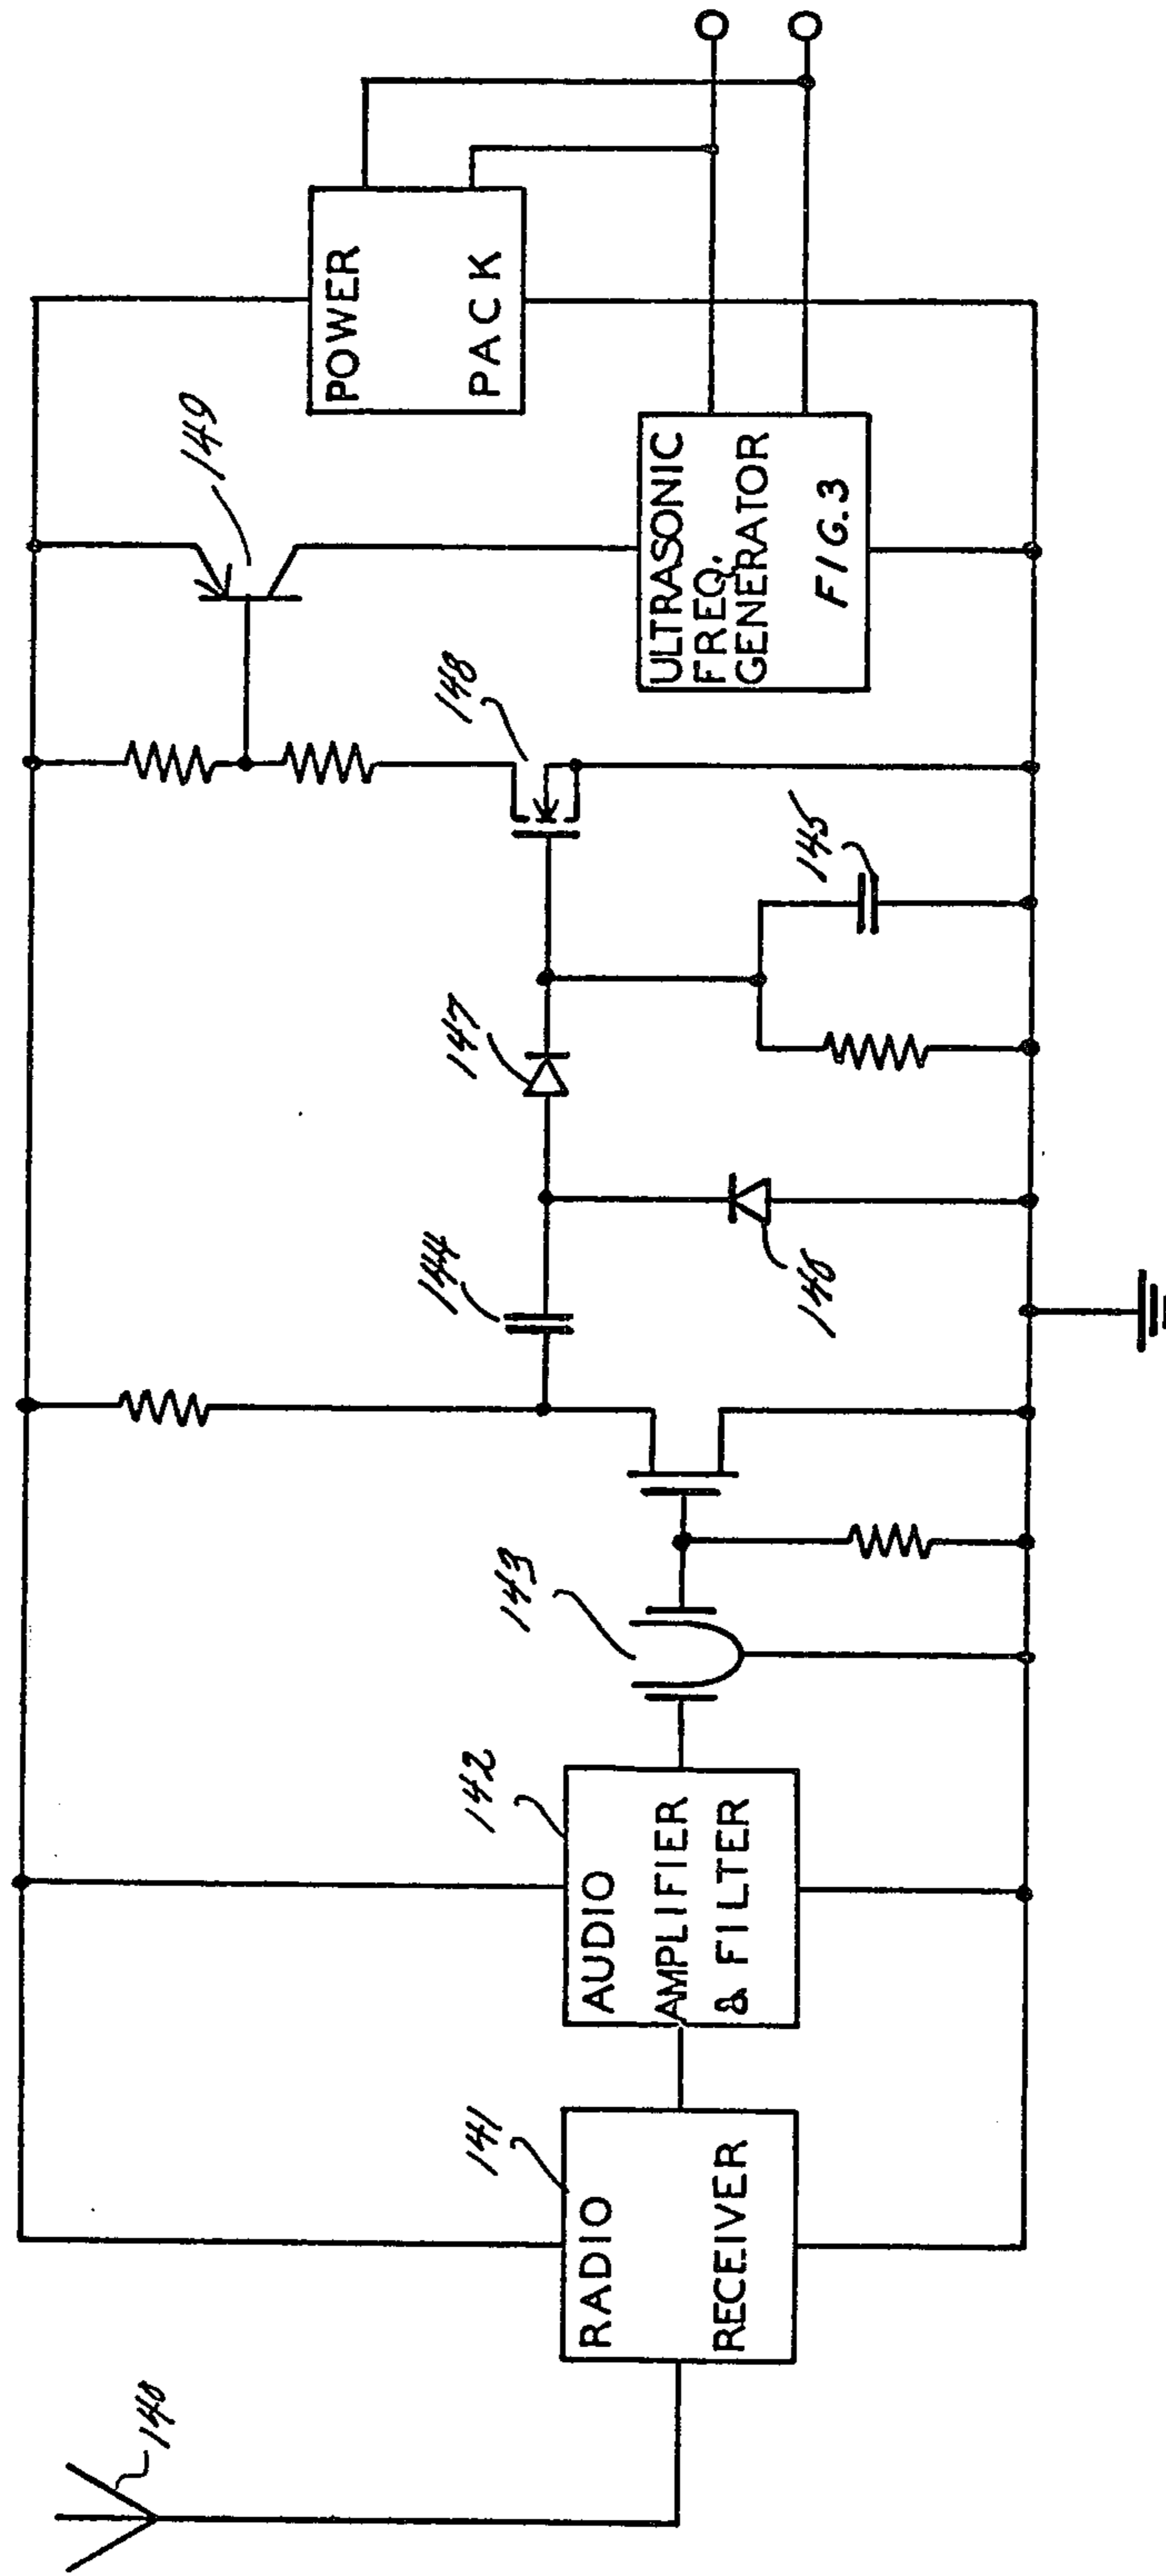 140
RADIO
RECEIVER
141
AUDIO
AMPLIFIER
& FILTER
142
143
144
146
147
145
148
149
ULTRASONIC
FREQ.
GENERATOR
FIG.3
POWER
PACK